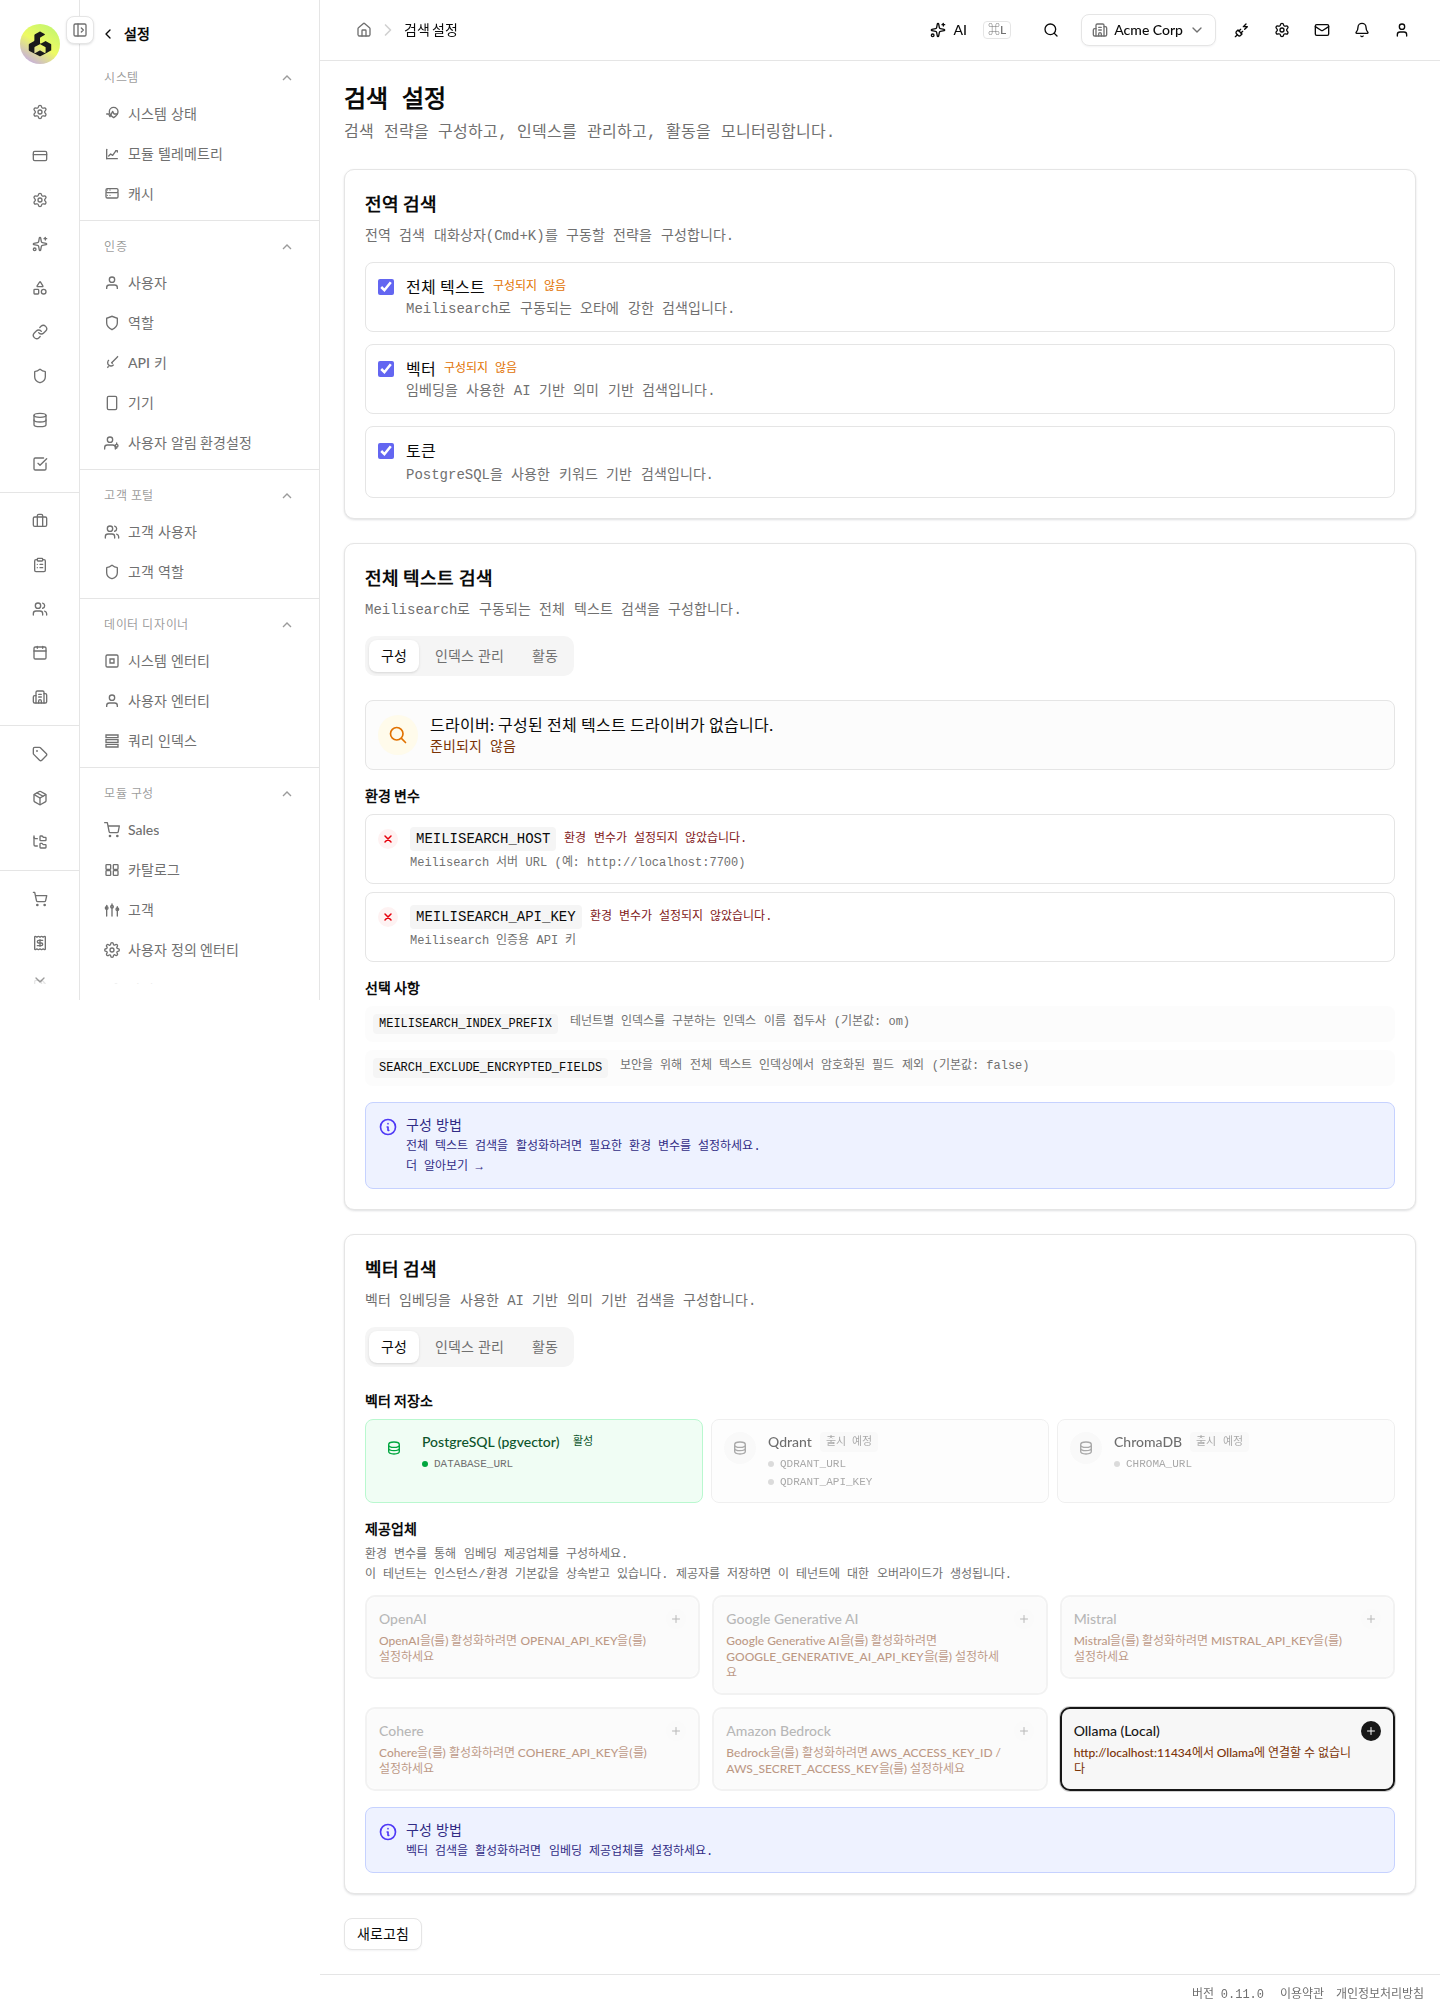 설정
시스템
시스템 상태
모듈 텔레메트리
캐시
인증
사용자
역할
API 키
기기
사용자 알림 환경설정
고객 포털
고객 사용자
고객 역할
데이터 디자이너
시스템 엔터티
사용자 엔터티
쿼리 인덱스
모듈 구성
Sales
카탈로그
고객
사용자 정의 엔터티
검색 설정
AI ⌘L
Acme Corp
검색 설정
검색 전략을 구성하고, 인덱스를 관리하고, 활동을 모니터링합니다.
전역 검색
전역 검색 대화상자(Cmd+K)를 구동할 전략을 구성합니다.
전체 텍스트 구성되지 않음
Meilisearch로 구동되는 오타에 강한 검색입니다.
벡터 구성되지 않음
임베딩을 사용한 AI 기반 의미 기반 검색입니다.
토큰
PostgreSQL을 사용한 키워드 기반 검색입니다.
전체 텍스트 검색
Meilisearch로 구동되는 전체 텍스트 검색을 구성합니다.
구성 인덱스 관리 활동
드라이버: 구성된 전체 텍스트 드라이버가 없습니다.
준비되지 않음
환경 변수
MEILISEARCH_HOST 환경 변수가 설정되지 않았습니다.
Meilisearch 서버 URL (예: http://localhost:7700)
MEILISEARCH_API_KEY 환경 변수가 설정되지 않았습니다.
Meilisearch 인증용 API 키
선택 사항
MEILISEARCH_INDEX_PREFIX 테넌트별 인덱스를 구분하는 인덱스 이름 접두사 (기본값: om)
SEARCH_EXCLUDE_ENCRYPTED_FIELDS 보안을 위해 전체 텍스트 인덱싱에서 암호화된 필드 제외 (기본값: false)
구성 방법
전체 텍스트 검색을 활성화하려면 필요한 환경 변수를 설정하세요.
더 알아보기 →
벡터 검색
벡터 임베딩을 사용한 AI 기반 의미 기반 검색을 구성합니다.
구성 인덱스 관리 활동
벡터 저장소
PostgreSQL (pgvector) 활성
DATABASE_URL
Qdrant 출시 예정
QDRANT_URL
QDRANT_API_KEY
ChromaDB 출시 예정
CHROMA_URL
제공업체
환경 변수를 통해 임베딩 제공업체를 구성하세요.
이 테넌트는 인스턴스/환경 기본값을 상속받고 있습니다. 제공자를 저장하면 이 테넌트에 대한 오버라이드가 생성됩니다.
OpenAI
OpenAI을(를) 활성화하려면 OPENAI_API_KEY을(를)
설정하세요
Google Generative AI
Google Generative AI을(를) 활성화하려면
GOOGLE_GENERATIVE_AI_API_KEY을(를) 설정하세
요
Mistral
Mistral을(를) 활성화하려면 MISTRAL_API_KEY을(를)
설정하세요
Cohere
Cohere을(를) 활성화하려면 COHERE_API_KEY을(를)
설정하세요
Amazon Bedrock
Bedrock을(를) 활성화하려면 AWS_ACCESS_KEY_ID /
AWS_SECRET_ACCESS_KEY을(를) 설정하세요
Ollama (Local)
http://localhost:11434에서 Ollama에 연결할 수 없습니
다
구성 방법
벡터 검색을 활성화하려면 임베딩 제공업체를 설정하세요.
새로고침
버전 0.11.0 이용약관 개인정보처리방침